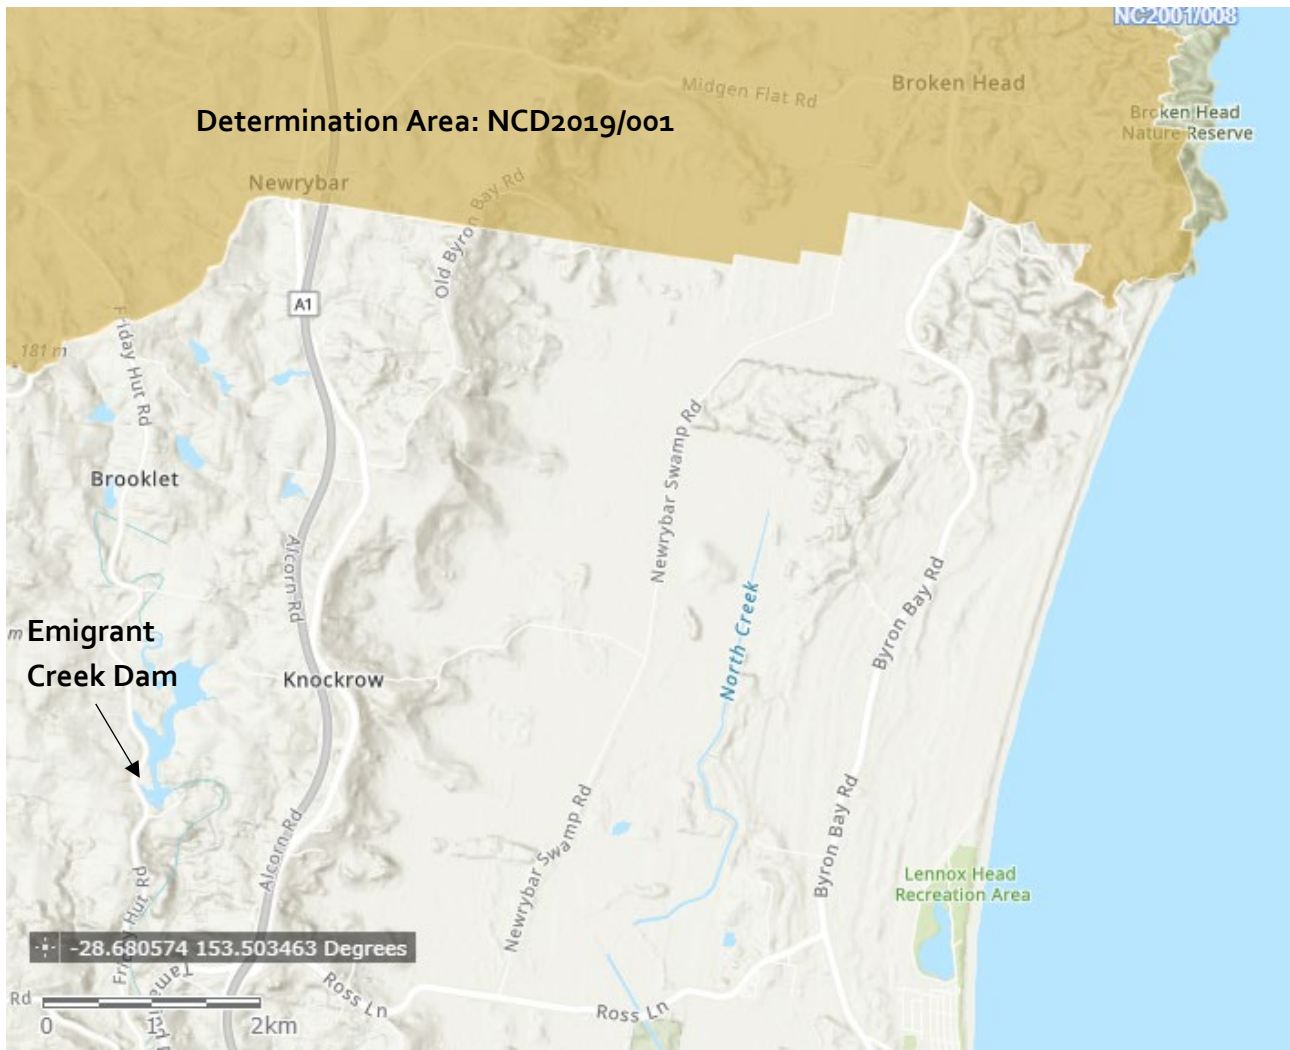 NC2001/008
Midgen Flat Rd
Broken Head
Determination Area: NCD2019/001
Broken Head
Nature Reserve
Newrybar
Old Byron Bay Rd
A1
181 m
Friday Hut Rd
Newrybar Swamp Rd
Brooklet
Alcorn Rd
North Creek
Byron Bay Rd
m
Emigrant
Creek Dam
Knockrow
Alcorn Rd
Newrybar Swamp Rd
Byron Bay Rd
Lennox Head
Recreation Area
Friday Hut Rd
-28.680574 153.503463 Degrees
Ross Ln
Ross Ln
Rd
0 1 2km